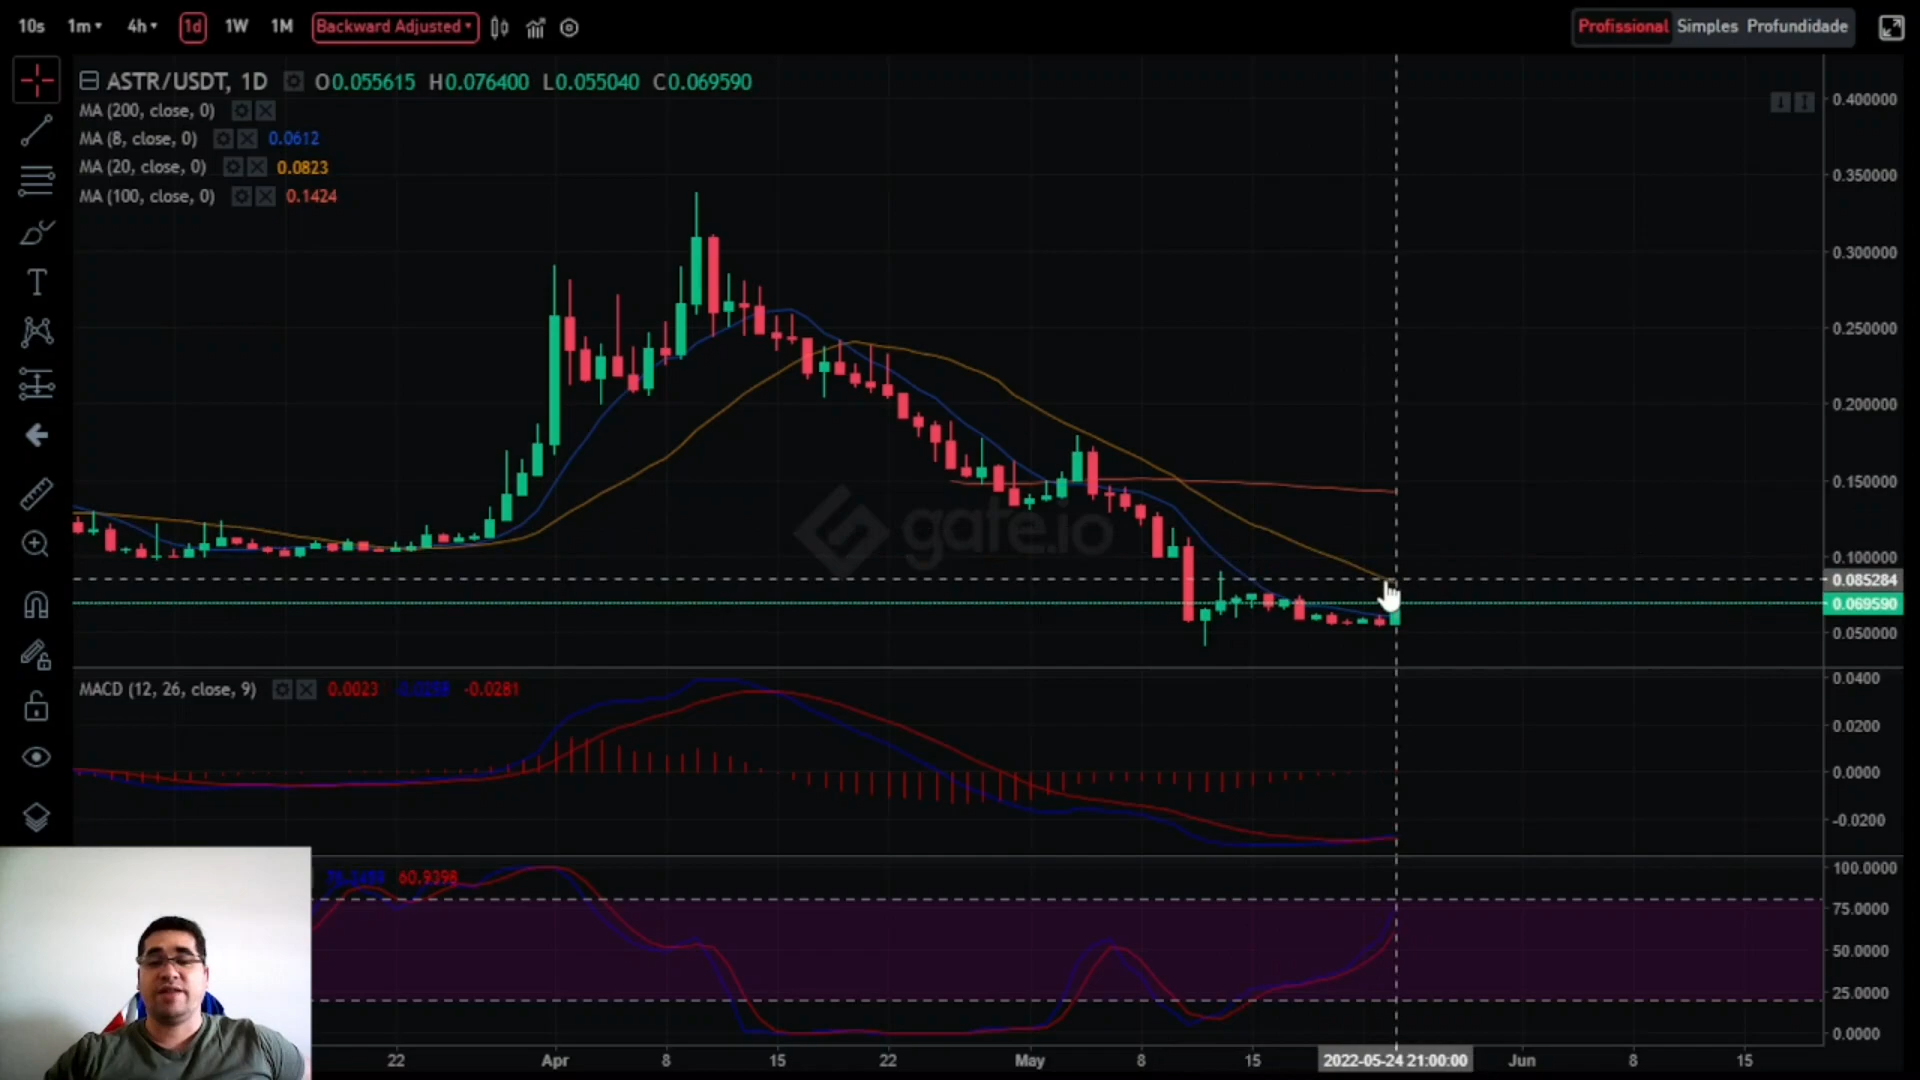 10s 1m 4h 1d 1W 1M Backward Adjusted Profissional Simples Profundidade
ASTR/USDT, 1D O0.055615 H0.076400 L0.055040 C0.069590
MA (200, close, 0)
MA (8, close, 0) 0.0612
MA (20, close, 0) 0.0823
MA (100, close, 0) 0.1424
0.400000
0.350000
0.300000
0.250000
0.200000
0.150000
gate.io
0.100000
0.085284
0.069590
0.050000
MACD (12, 26, close, 9) 0.0023 -0.0281
0.0400
0.0200
0.0000
-0.0200
60.9398
100.0000
75.0000
50.0000
25.0000
0.0000
22 Apr 8 15 22 May 8 15 2022-05-24 21:00:00 Jun 8 15